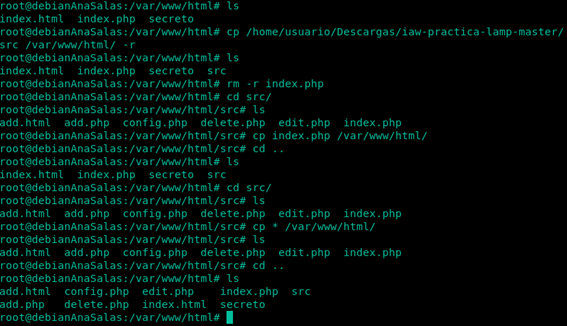 root@debianAnaSalas:/var/www/html# ls
index.html  index.php  secreto
root@debianAnaSalas:/var/www/html# cp /home/usuario/Descargas/iaw-practica-lamp-master/
src /var/www/html/ -r
root@debianAnaSalas:/var/www/html# ls
index.html  index.php  secreto  src
root@debianAnaSalas:/var/www/html# rm -r index.php
root@debianAnaSalas:/var/www/html# cd src/
root@debianAnaSalas:/var/www/html/src# ls
add.html  add.php  config.php  delete.php  edit.php  index.php
root@debianAnaSalas:/var/www/html/src# cp index.php /var/www/html/
root@debianAnaSalas:/var/www/html/src# cd ..
root@debianAnaSalas:/var/www/html# ls
index.html  index.php  secreto  src
root@debianAnaSalas:/var/www/html# cd src/
root@debianAnaSalas:/var/www/html/src# ls
add.html  add.php  config.php  delete.php  edit.php  index.php
root@debianAnaSalas:/var/www/html/src# cp * /var/www/html/
root@debianAnaSalas:/var/www/html/src# ls
add.html  add.php  config.php  delete.php  edit.php  index.php
root@debianAnaSalas:/var/www/html/src# cd ..
root@debianAnaSalas:/var/www/html# ls
add.html  config.php  edit.php    index.php  src
add.php   delete.php  index.html  secreto
root@debianAnaSalas:/var/www/html#